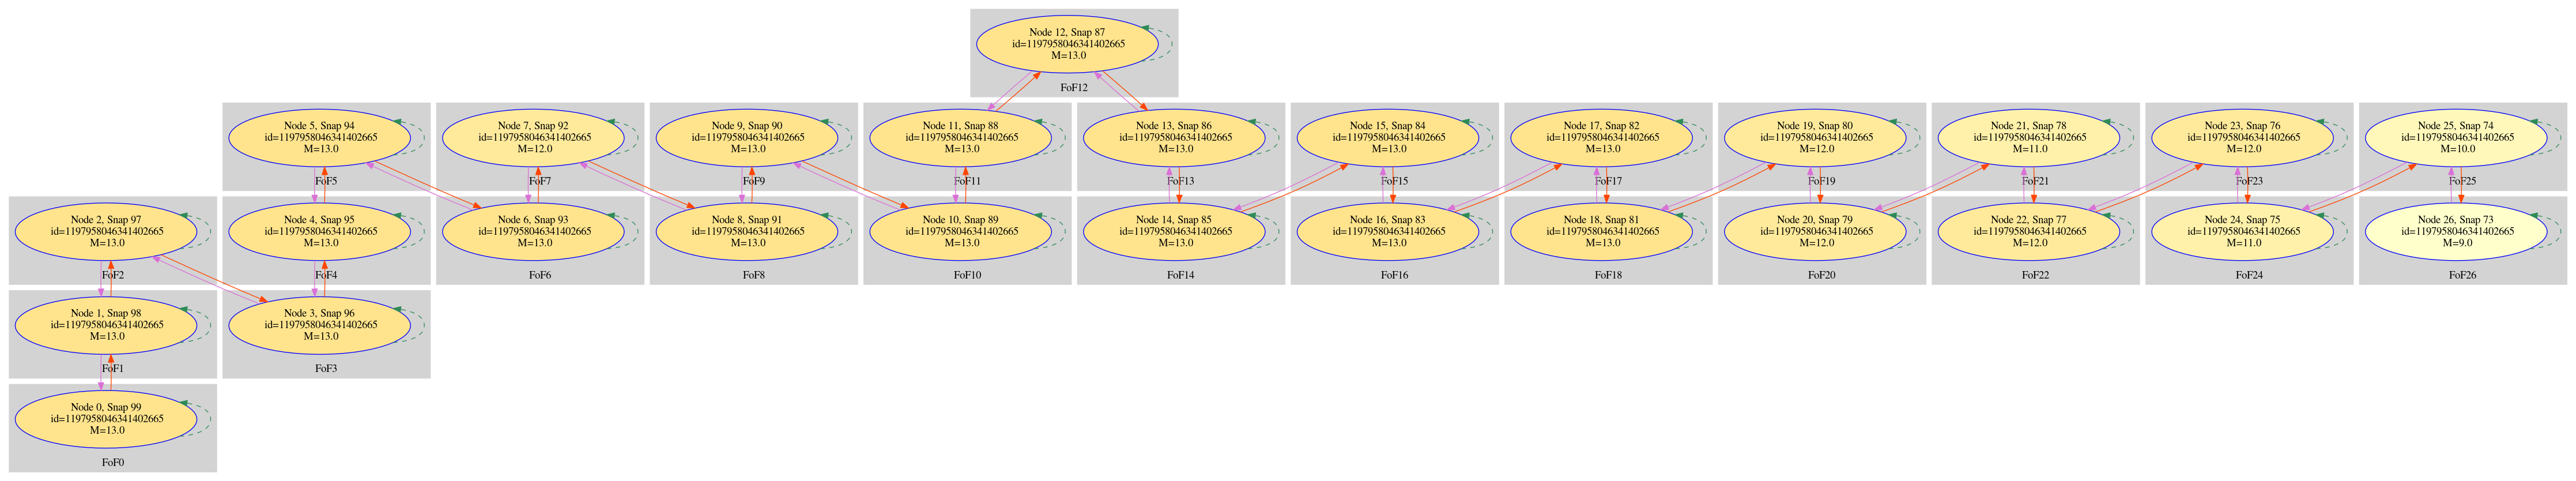 Node 12, Snap 87
id=1197958046341402665
M=13.0
FoF12
Node 5, Snap 94
id=1197958046341402665
M=13.0
FoF5
Node 7, Snap 92
id=1197958046341402665
M=12.0
FoF7
Node 9, Snap 90
id=1197958046341402665
M=13.0
FoF9
Node 11, Snap 88
id=1197958046341402665
M=13.0
FoF11
Node 13, Snap 86
id=1197958046341402665
M=13.0
FoF13
Node 15, Snap 84
id=1197958046341402665
M=13.0
FoF15
Node 17, Snap 82
id=1197958046341402665
M=13.0
FoF17
Node 19, Snap 80
id=1197958046341402665
M=12.0
FoF19
Node 21, Snap 78
id=1197958046341402665
M=11.0
FoF21
Node 23, Snap 76
id=1197958046341402665
M=12.0
FoF23
Node 25, Snap 74
id=1197958046341402665
M=10.0
FoF25
Node 2, Snap 97
id=1197958046341402665
M=13.0
FoF2
Node 4, Snap 95
id=1197958046341402665
M=13.0
FoF4
Node 6, Snap 93
id=1197958046341402665
M=13.0
FoF6
Node 8, Snap 91
id=1197958046341402665
M=13.0
FoF8
Node 10, Snap 89
id=1197958046341402665
M=13.0
FoF10
Node 14, Snap 85
id=1197958046341402665
M=13.0
FoF14
Node 16, Snap 83
id=1197958046341402665
M=13.0
FoF16
Node 18, Snap 81
id=1197958046341402665
M=13.0
FoF18
Node 20, Snap 79
id=1197958046341402665
M=12.0
FoF20
Node 22, Snap 77
id=1197958046341402665
M=12.0
FoF22
Node 24, Snap 75
id=1197958046341402665
M=11.0
FoF24
Node 26, Snap 73
id=1197958046341402665
M=9.0
FoF26
Node 1, Snap 98
id=1197958046341402665
M=13.0
FoF1
Node 3, Snap 96
id=1197958046341402665
M=13.0
FoF3
Node 0, Snap 99
id=1197958046341402665
M=13.0
FoF0